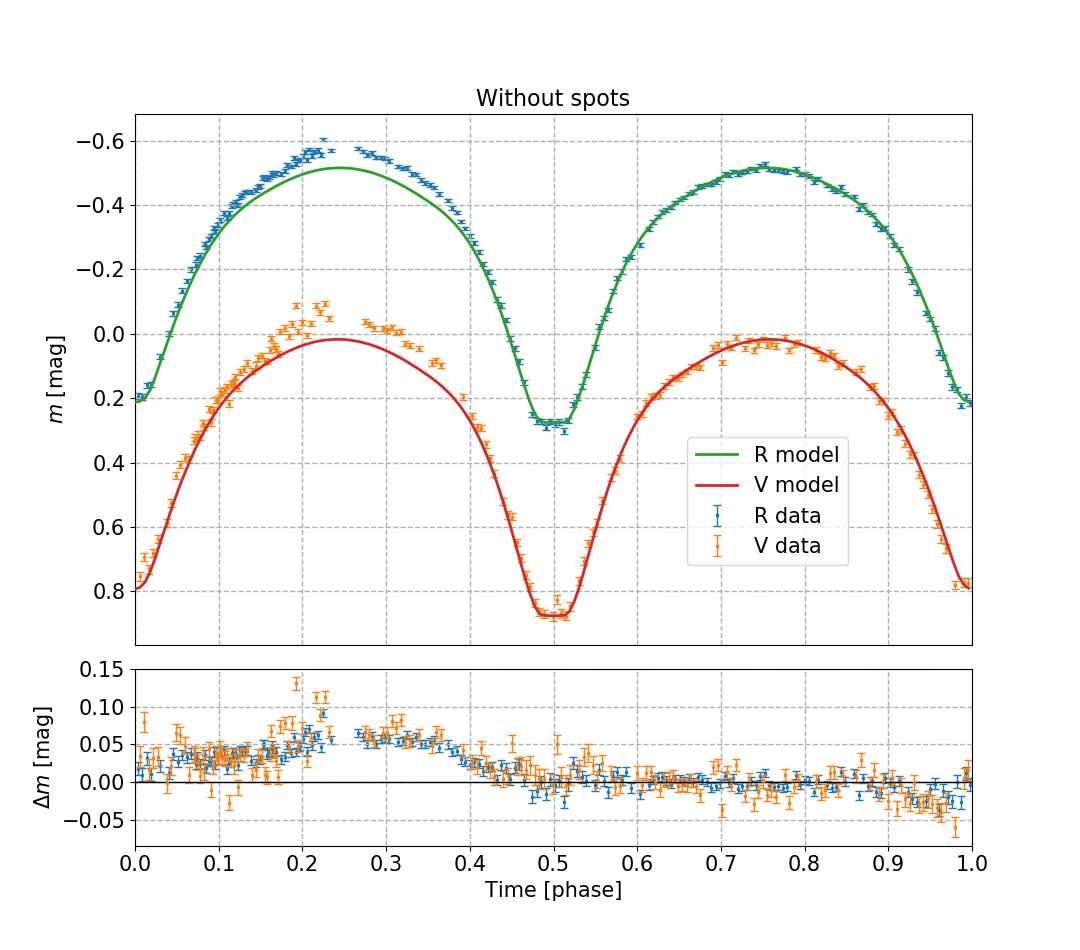 Without spots
−0.6
−0.4
−0.2
0.0
0.2
0.4
0.6
0.8
m [mag]
R model
V model
R data
V data
0.15
0.10
0.05
0.00
−0.05
Δm [mag]
0.0 0.1 0.2 0.3 0.4 0.5 0.6 0.7 0.8 0.9 1.0
Time [phase]